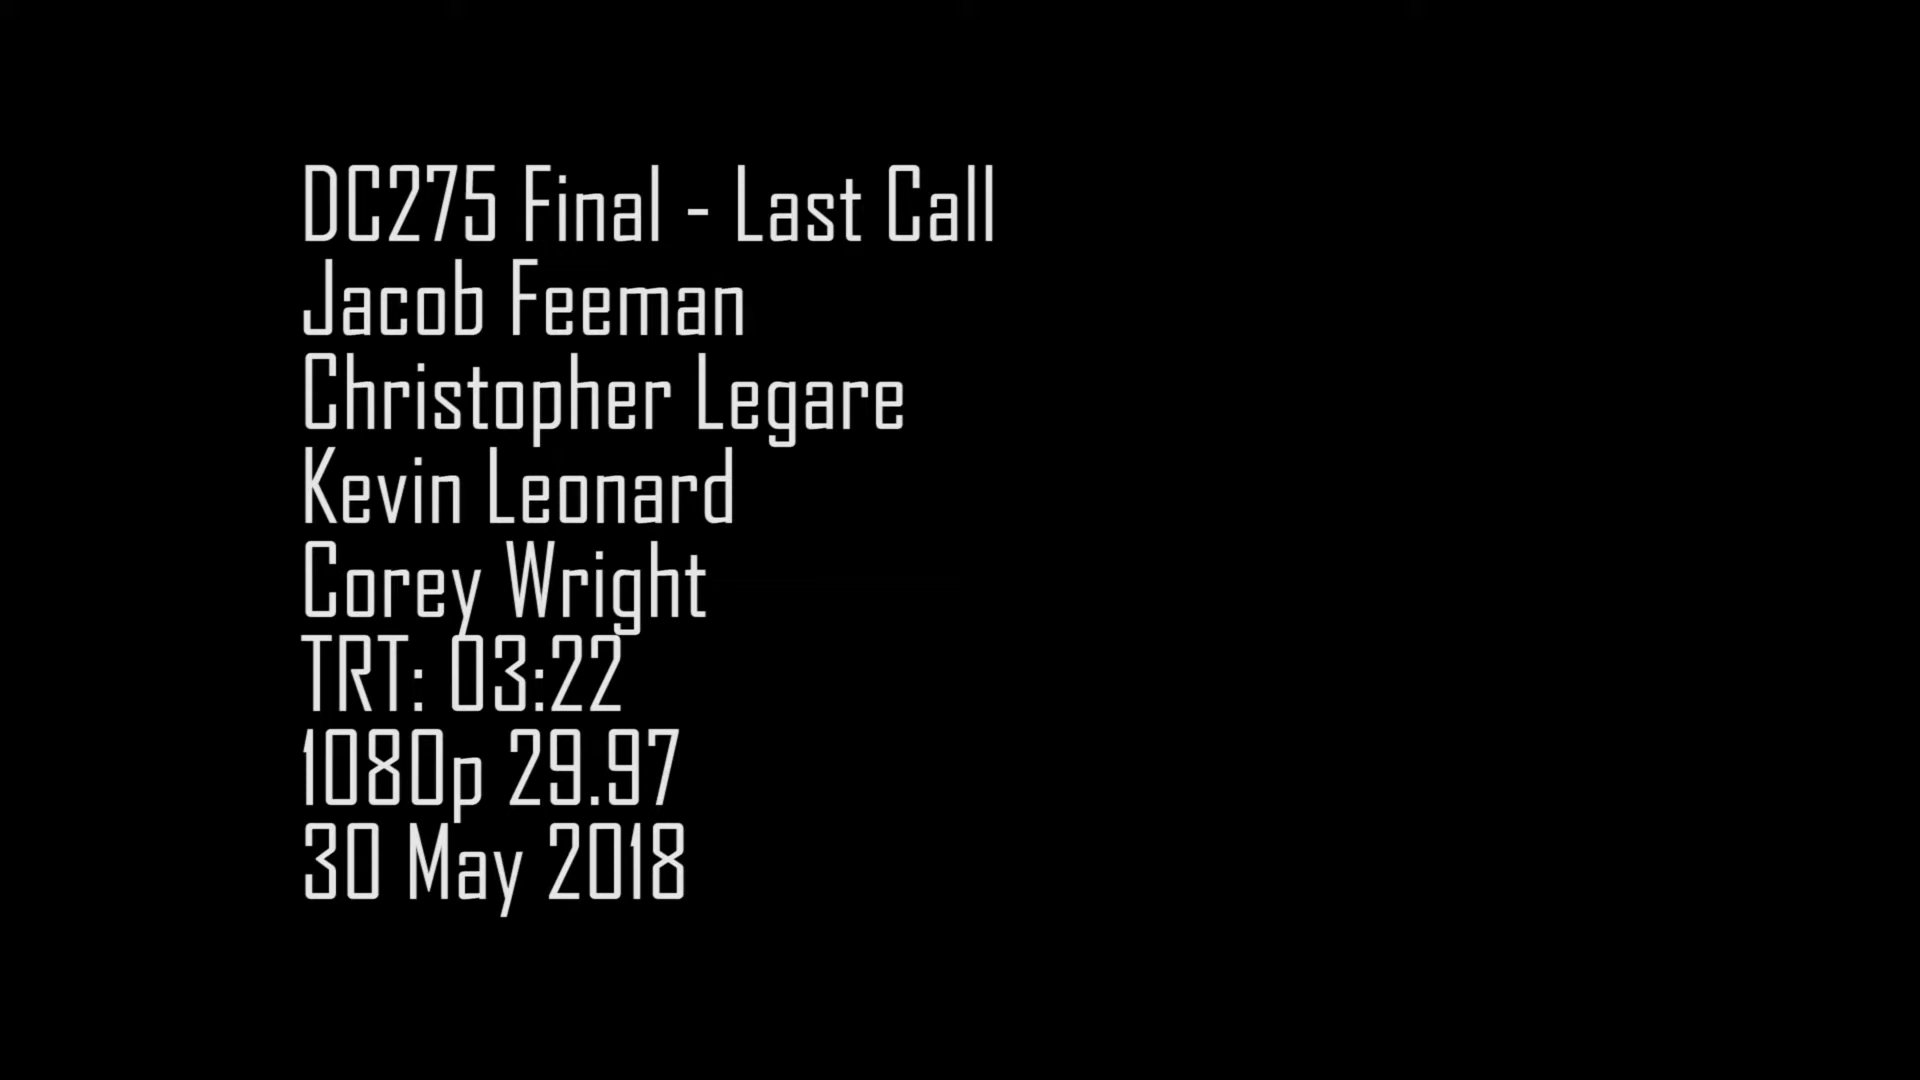 DC275 Final - Last Call
Jacob Feeman
Christopher Legare
Kevin Leonard
Corey Wright
TRT: 03:22
1080p 29.97
30 May 2018